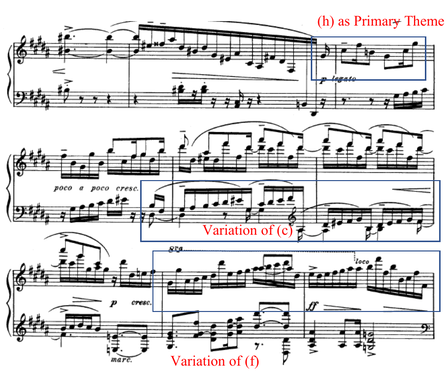 (h) as Primary Theme
p legato
poco a poco cresc.
Variation of (c)
8va
loco
p cresc.
ff
marc.
Variation of (f)